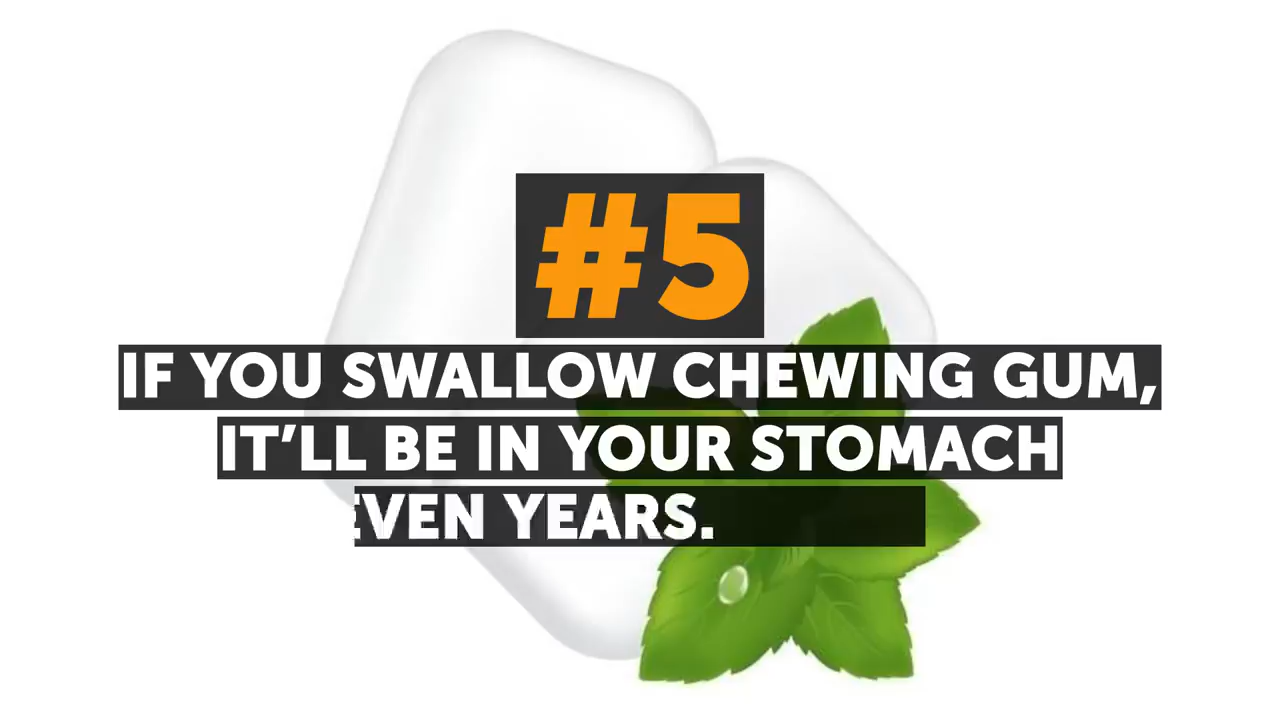 #5
IF YOU SWALLOW CHEWING GUM,
IT’LL BE IN YOUR STOMACH
EVEN YEARS.